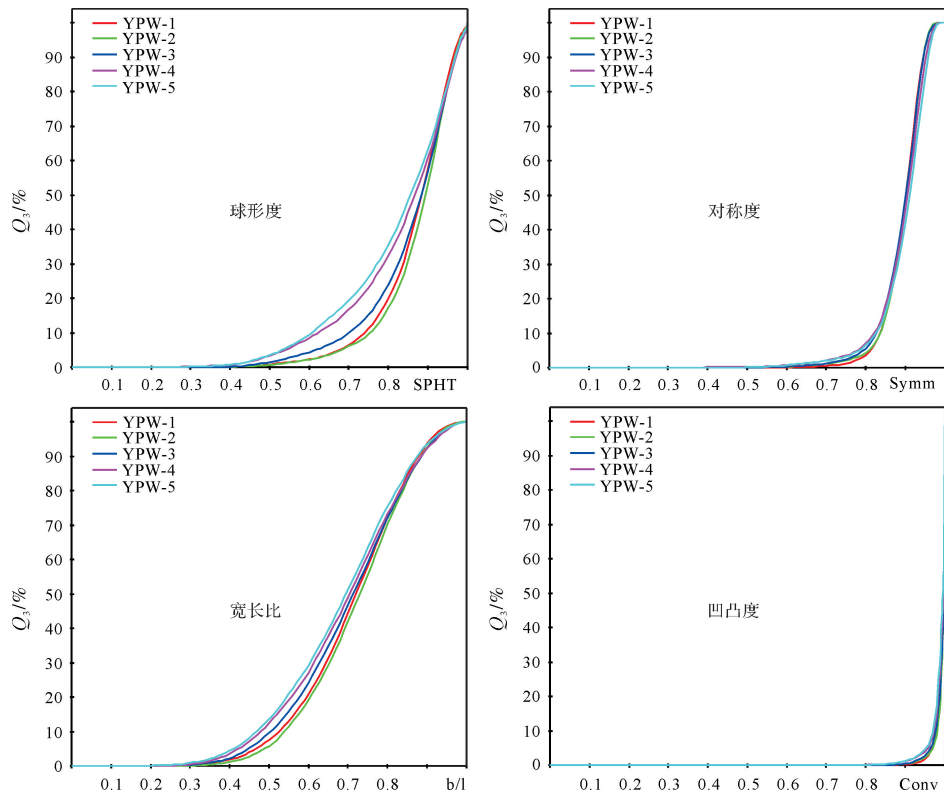 YPW-1
YPW-2
YPW-3
YPW-4
YPW-5
90
80
70
60
50
40
30
20
10
0
Q₃/%
球形度
0.1 0.2 0.3 0.4 0.5 0.6 0.7 0.8 SPHT
YPW-1
YPW-2
YPW-3
YPW-4
YPW-5
90
80
70
60
50
40
30
20
10
0
Q₃/%
对称度
0.1 0.2 0.3 0.4 0.5 0.6 0.7 0.8 Symm
YPW-1
YPW-2
YPW-3
YPW-4
YPW-5
90
80
70
60
50
40
30
20
10
0
Q₃/%
宽长比
0.1 0.2 0.3 0.4 0.5 0.6 0.7 0.8 b/l
YPW-1
YPW-2
YPW-3
YPW-4
YPW-5
90
80
70
60
50
40
30
20
10
0
Q₃/%
凹凸度
0.1 0.2 0.3 0.4 0.5 0.6 0.7 0.8 Conv